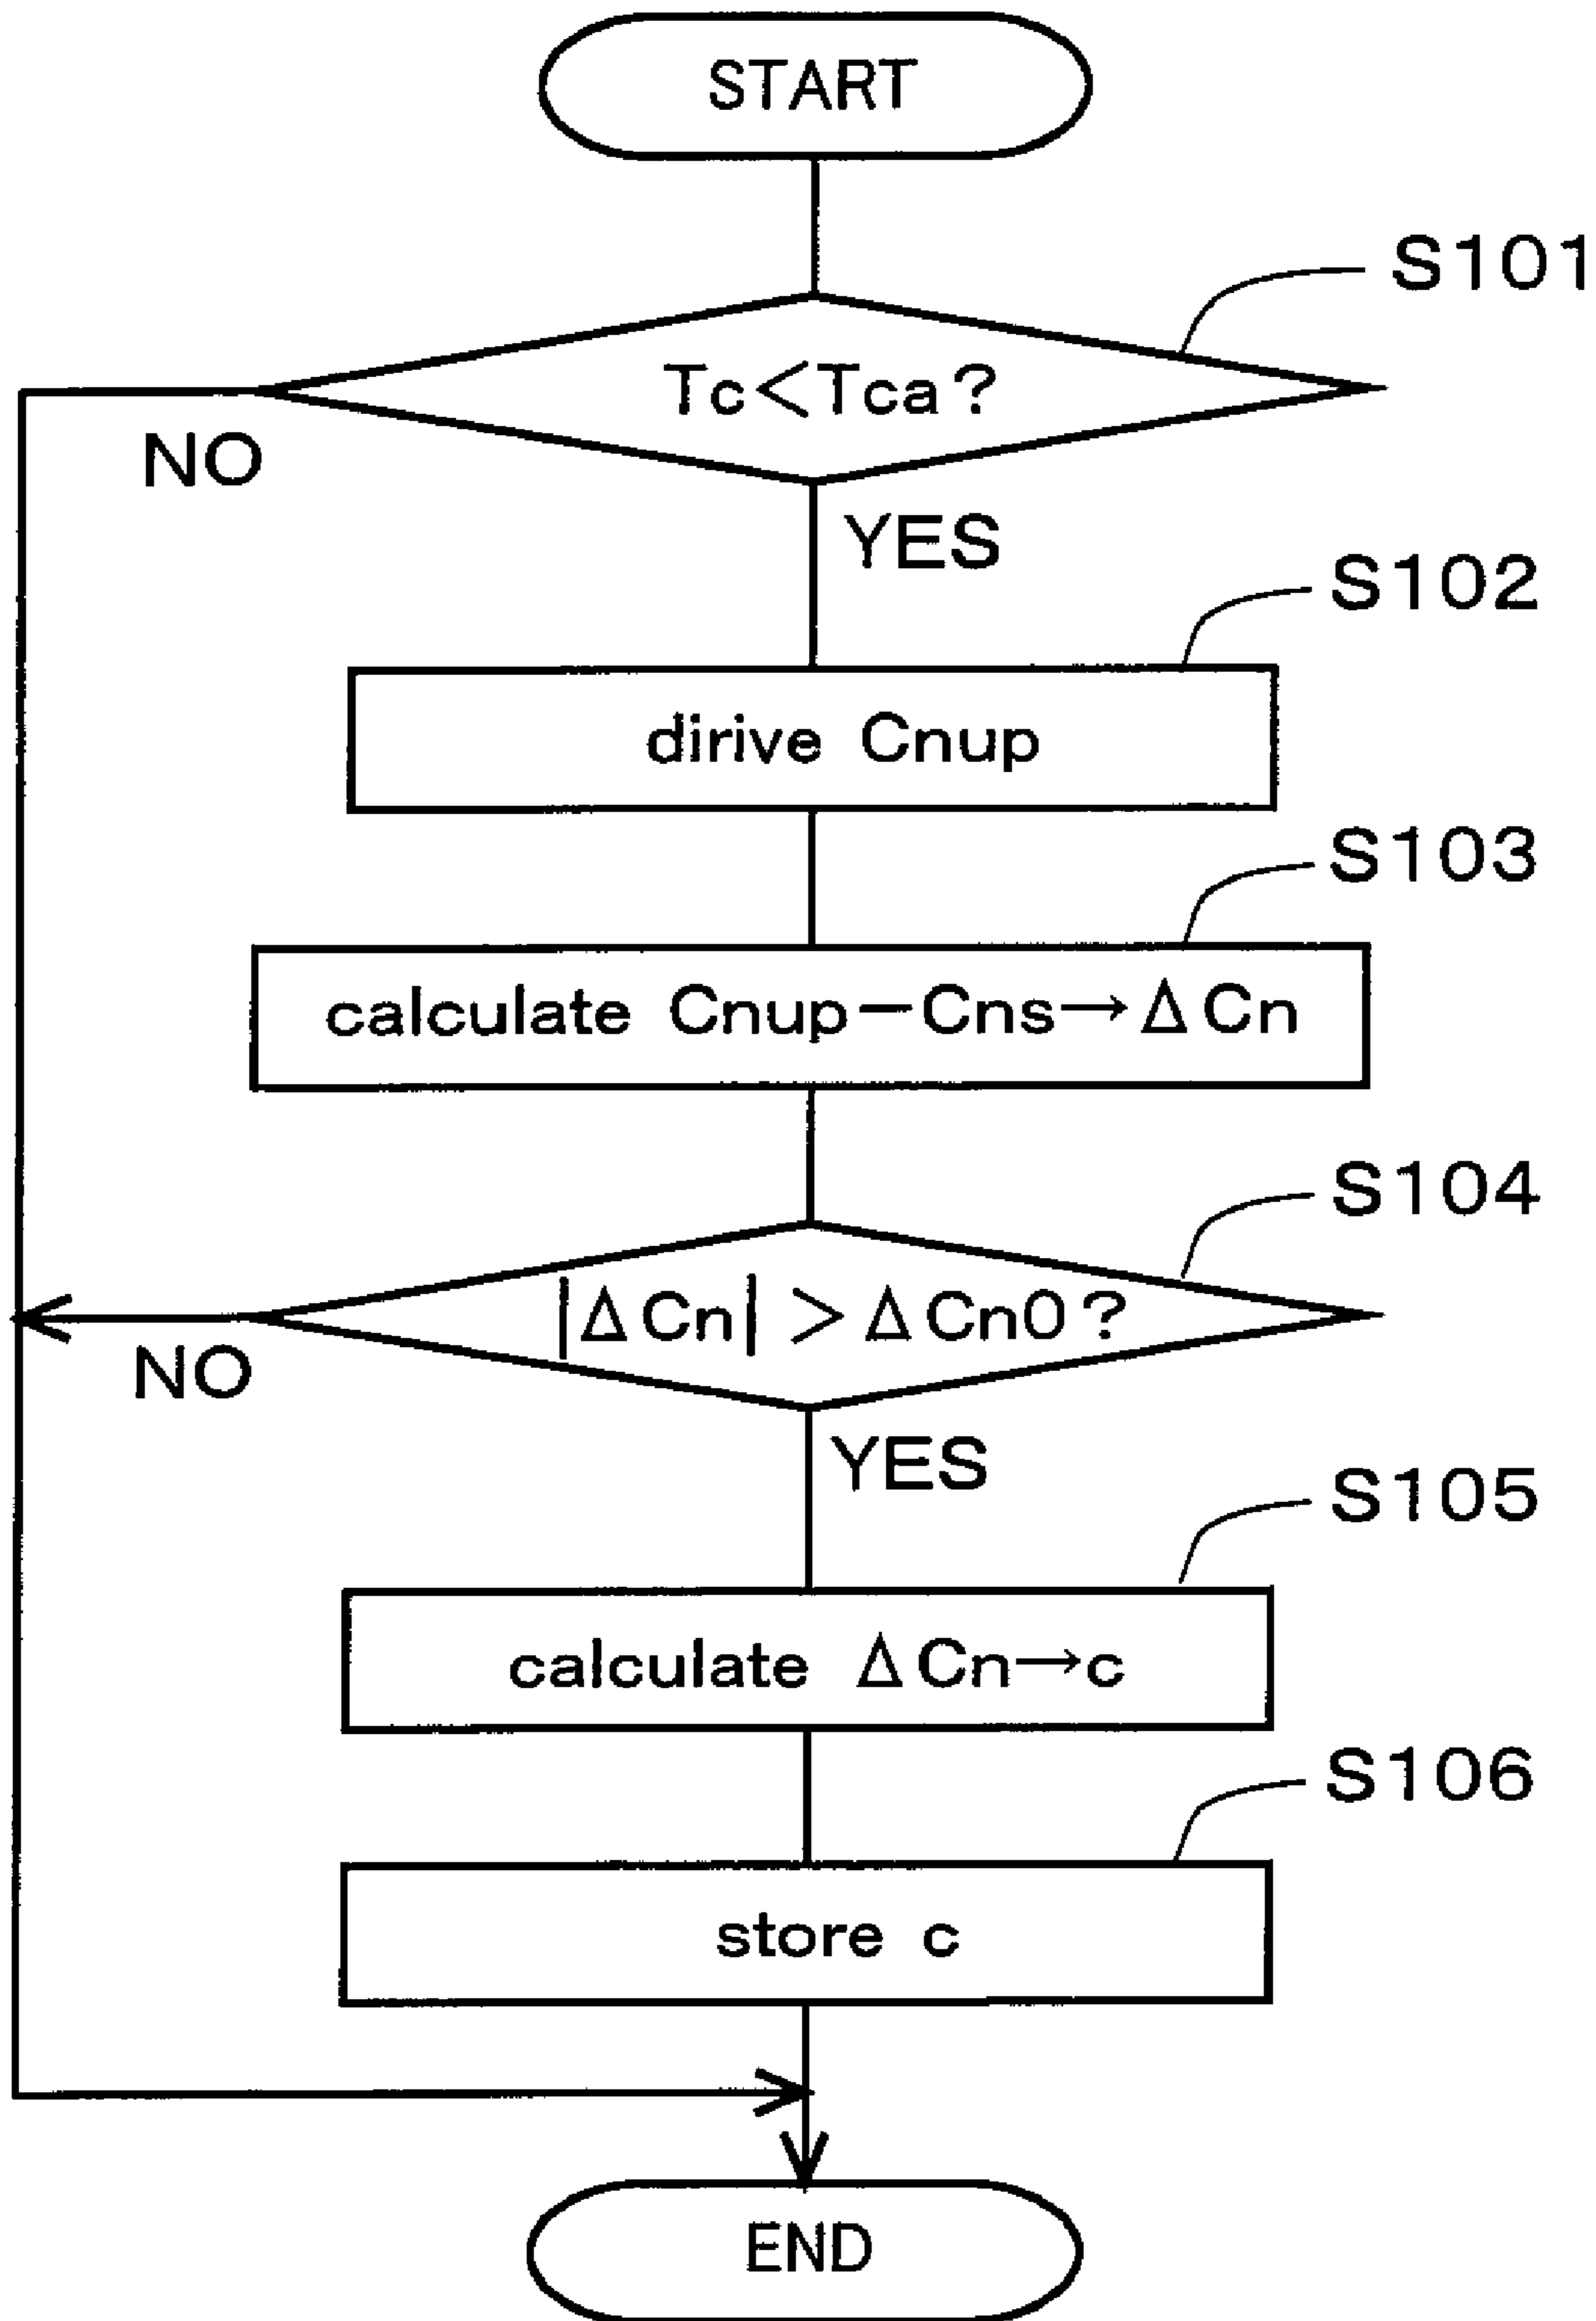 START
S101
Tc<Tca?
NO
YES
S102
dirive Cnup
S103
calculate Cnup－Cns→ΔCn
S104
|ΔCn|>ΔCn0?
NO
YES
S105
calculate ΔCn→c
S106
store c
END